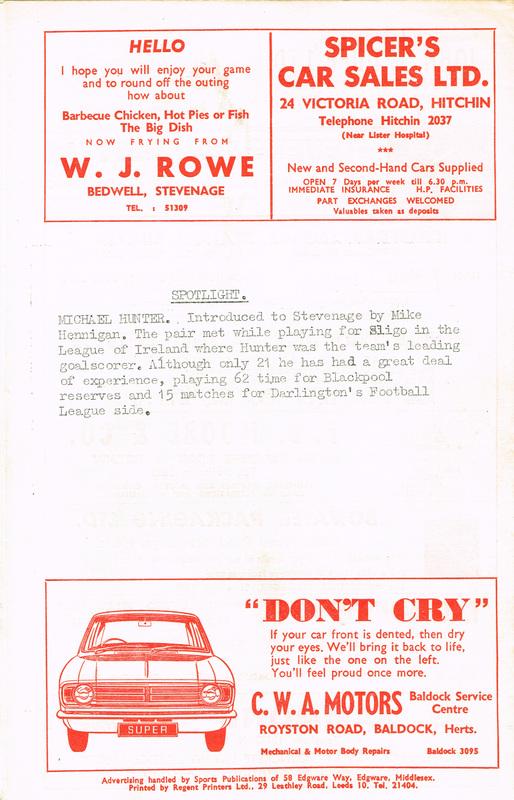 HELLO
I hope you will enjoy your game
and to round off the outing
how about
Barbecue Chicken, Hot Pies or Fish
The Big Dish
NOW FRYING FROM
W. J. ROWE
BEDWELL, STEVENAGE
TEL. : 51309
SPICER'S
CAR SALES LTD.
24 VICTORIA ROAD, HITCHIN
Telephone Hitchin 2037
(Near Lister Hospital)
***
New and Second-Hand Cars Supplied
OPEN 7 Days per week till 6.30 p.m.
IMMEDIATE INSURANCE H.P. FACILITIES
PART EXCHANGES WELCOMED
Valuables taken as deposits
SPOTLIGHT.
MICHAEL HUNTER. . Introduced to Stevenage by Mike
Hennigan. The pair met while playing for Sligo in the
League of Ireland where Hunter was the team's leading
goalscorer. Although only 21 he has had a great deal
of experience, playing 62 time for Blackpool
reserves and 15 matches for Darlington's Football
League side.
"DON'T CRY"
If your car front is dented, then dry
your eyes. We'll bring it back to life,
just like the one on the left.
You'll feel proud once more.
C. W. A. MOTORS Baldock Service
Centre
ROYSTON ROAD, BALDOCK, Herts.
Mechanical & Motor Body Repairs Baldock 3095
SUPER
Advertising handled by Sports Publications of 58 Edgware Way, Edgware, Middlesex.
Printed by Regent Printers Ltd., 29 Leathley Road, Leeds 10. Tel. 21404.